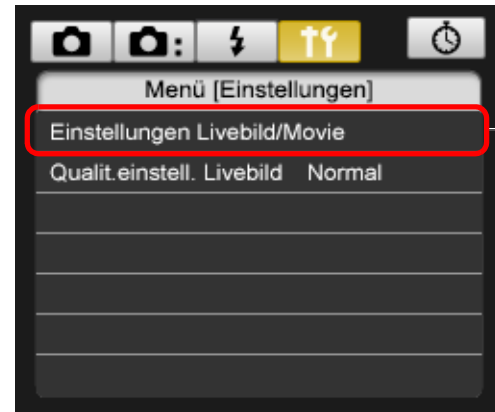 Menü [Einstellungen]
Einstellungen Livebild/Movie
Qualit.einstell. Livebild Normal